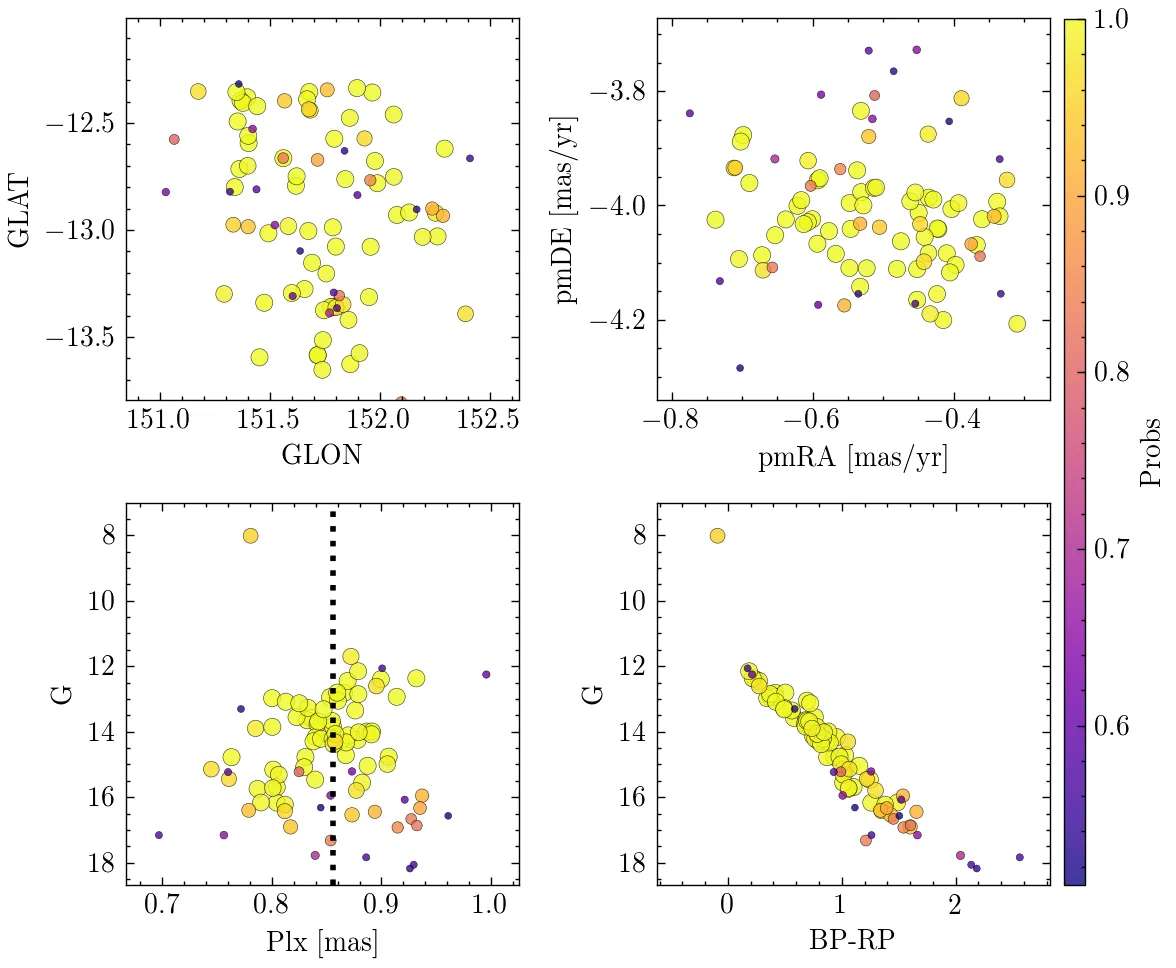 GLAT
−12.5
−13.0
−13.5
151.0 151.5 152.0 152.5
GLON
pmDE [mas/yr]
−3.8
−4.0
−4.2
−0.8 −0.6 −0.4
pmRA [mas/yr]
G
8
10
12
14
16
18
0.7 0.8 0.9 1.0
Plx [mas]
G
8
10
12
14
16
18
0 1 2
BP-RP
1.0
0.9
0.8
0.7
0.6
Probs